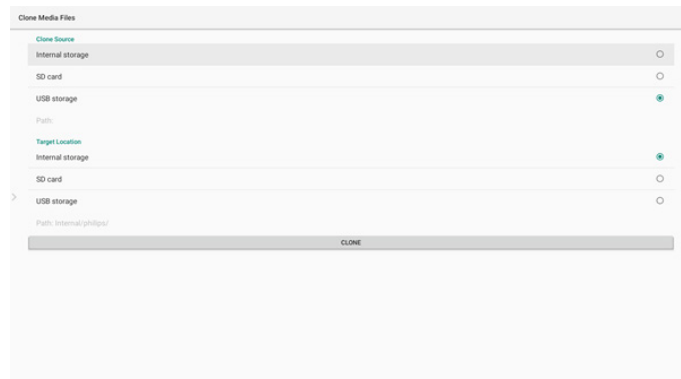 Clone Media Files
Clone Source
Internal storage
SD card
USB storage
Path:
Target Location
Internal storage
SD card
USB storage
Path: Internal/philips/
CLONE